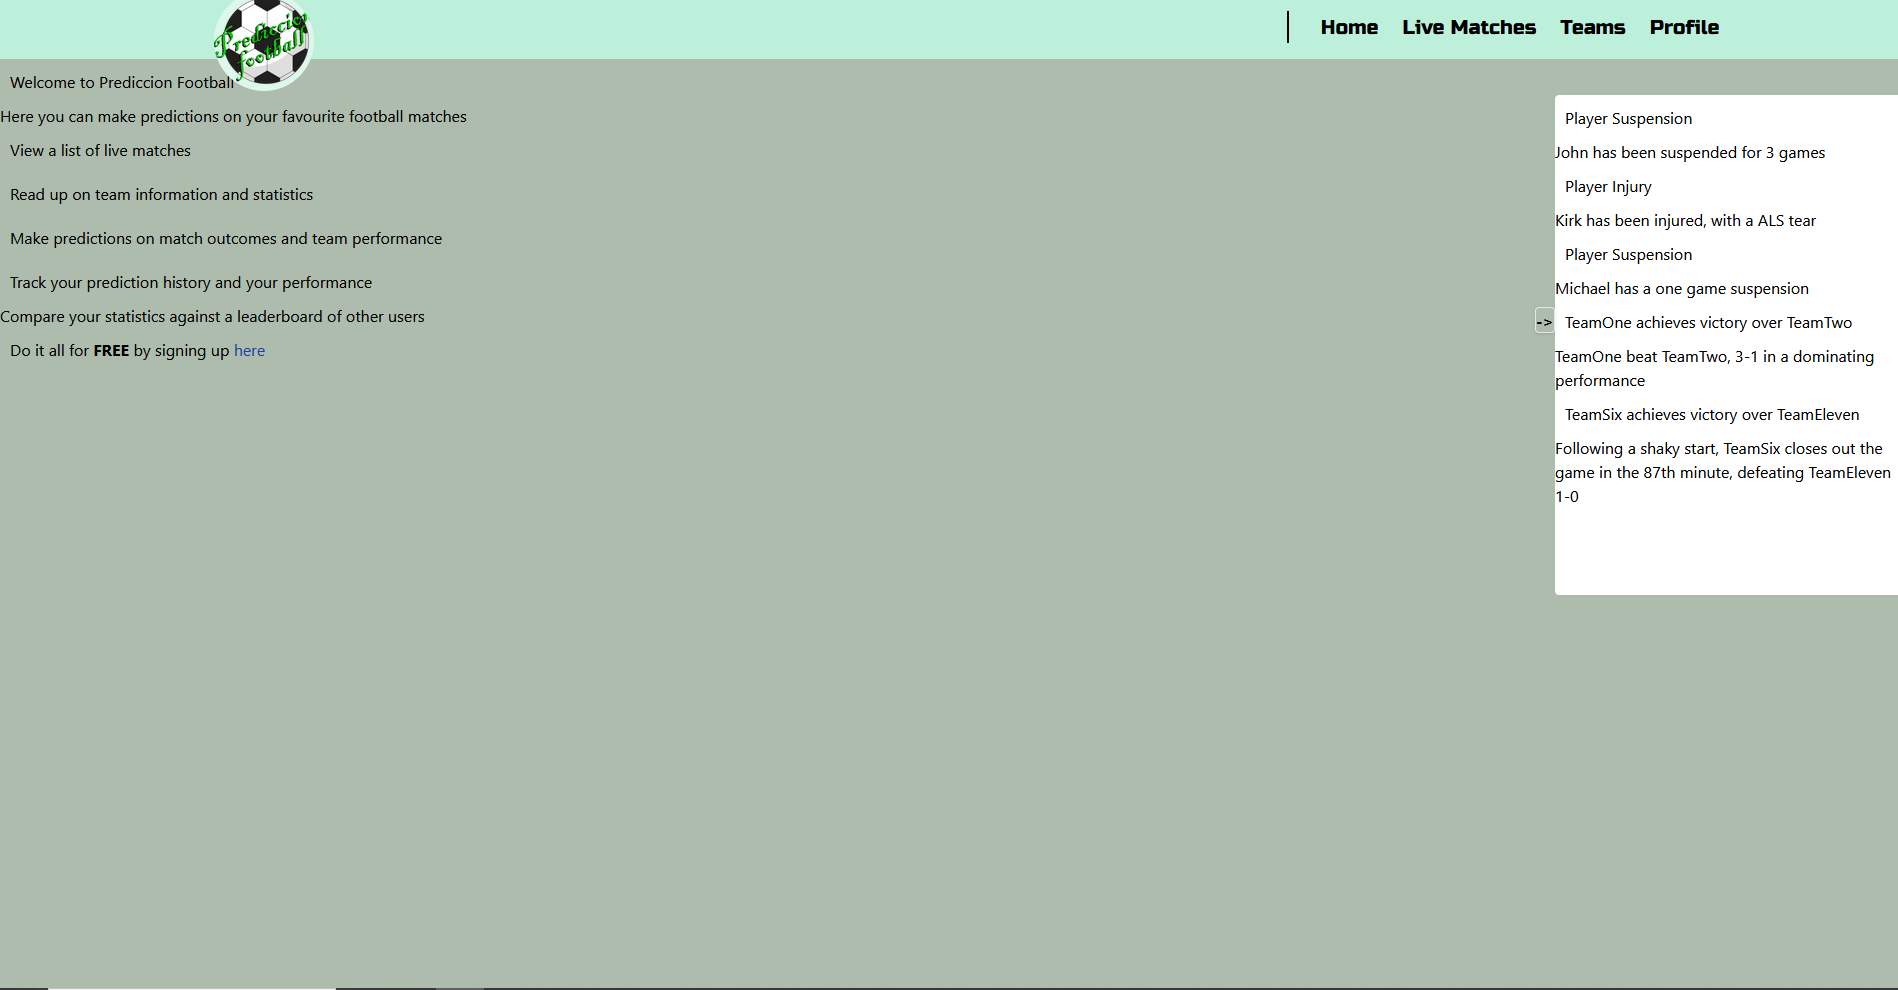 Prediccion
football
Home
Live Matches
Teams
Profile
Welcome to Prediccion Football
Here you can make predictions on your favourite football matches
View a list of live matches
Read up on team information and statistics
Make predictions on match outcomes and team performance
Track your prediction history and your performance
Compare your statistics against a leaderboard of other users
Do it all for FREE by signing up here
->
Player Suspension
John has been suspended for 3 games
Player Injury
Kirk has been injured, with a ALS tear
Player Suspension
Michael has a one game suspension
TeamOne achieves victory over TeamTwo
TeamOne beat TeamTwo, 3-1 in a dominating
performance
TeamSix achieves victory over TeamEleven
Following a shaky start, TeamSix closes out the
game in the 87th minute, defeating TeamEleven
1-0